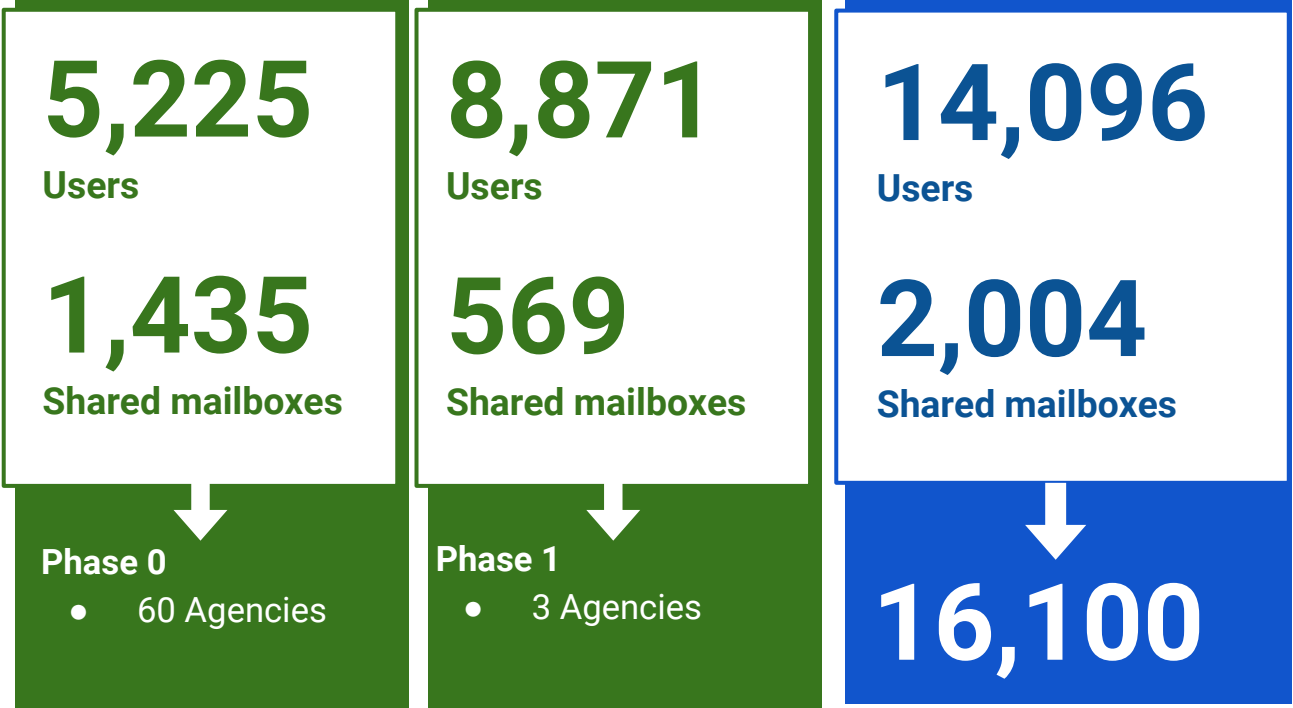 5,225
Users
1,435
Shared mailboxes
Phase 0
● 60 Agencies
8,871
Users
569
Shared mailboxes
Phase 1
● 3 Agencies
14,096
Users
2,004
Shared mailboxes
16,100